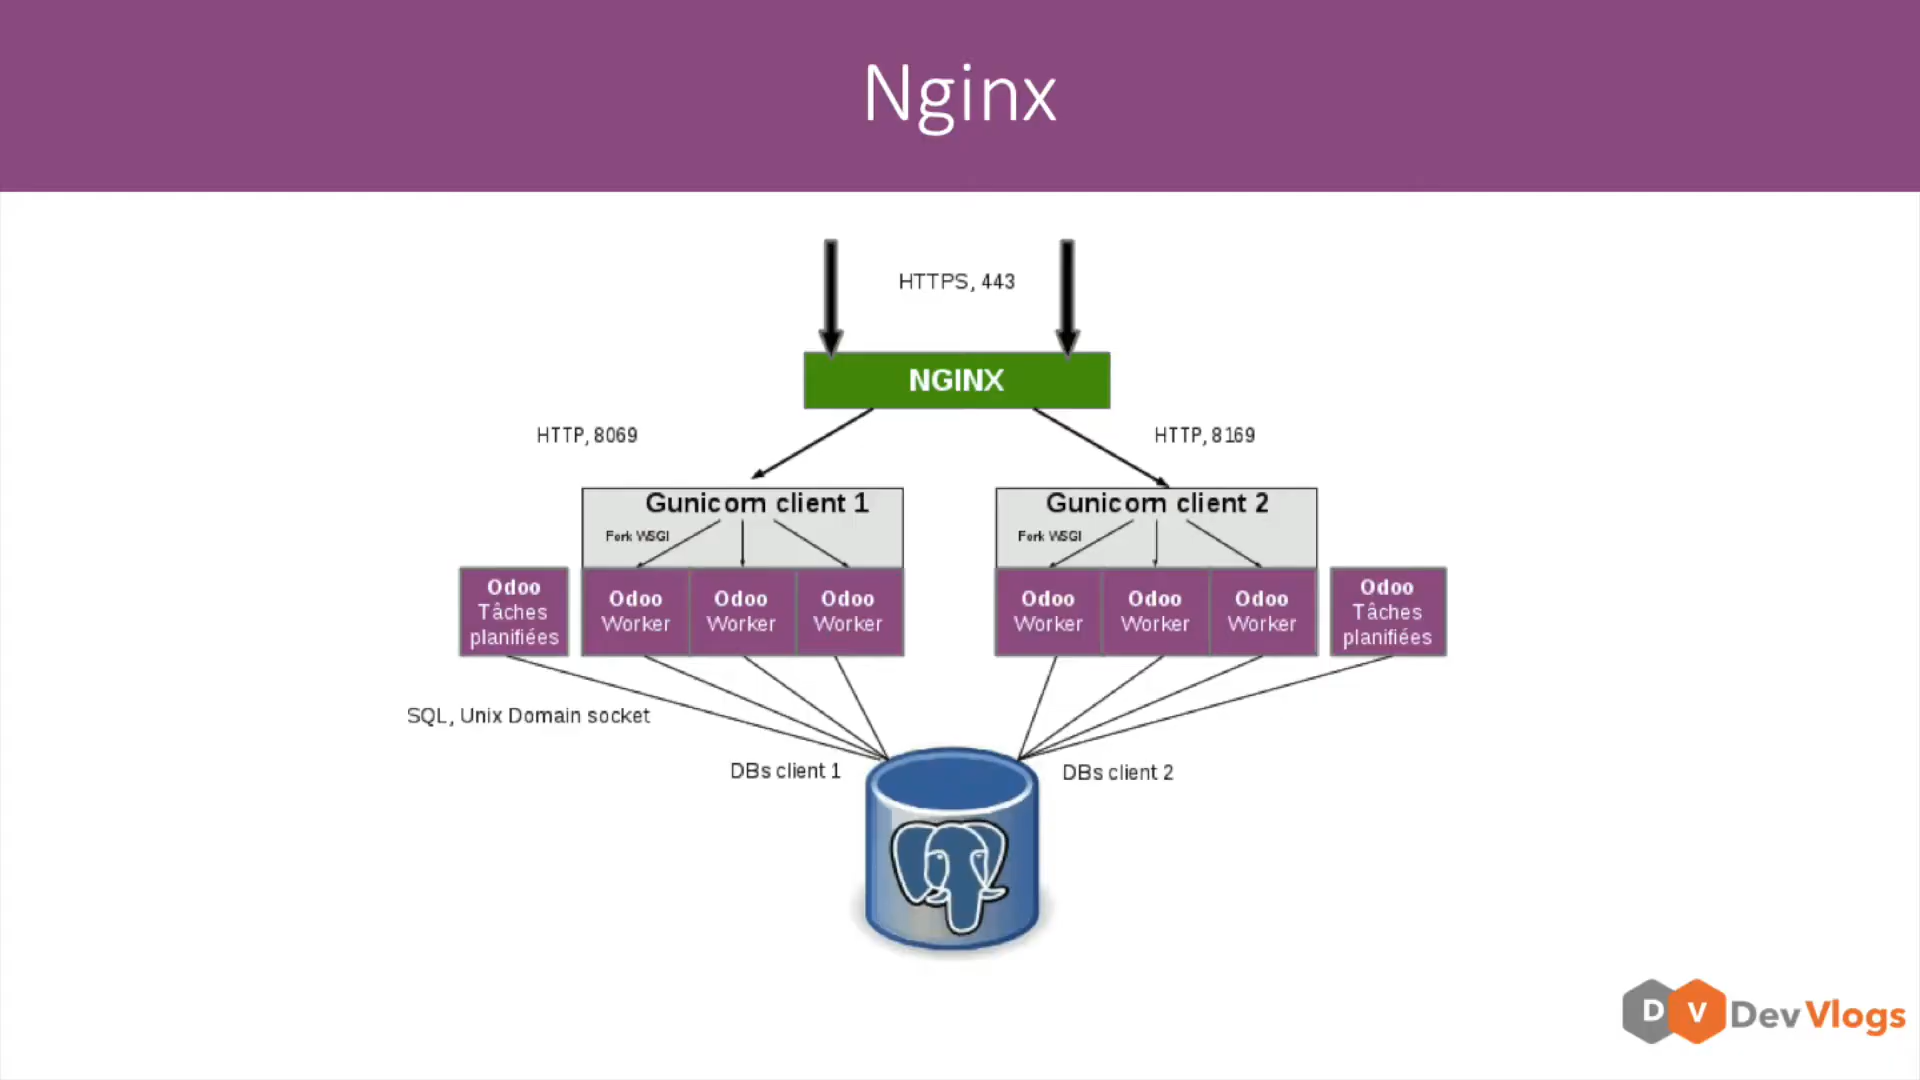 Nginx
HTTPS, 443
NGINX
HTTP, 8069
HTTP, 8169
Gunicorn client 1
Gunicorn client 2
Fork WSGI
Fork WSGI
Odoo
Tâches
planifiées
Odoo
Worker
Odoo
Worker
Odoo
Worker
Odoo
Worker
Odoo
Worker
Odoo
Worker
Odoo
Tâches
planifiées
SQL, Unix Domain socket
DBs client 1
DBs client 2
DV DevVlogs